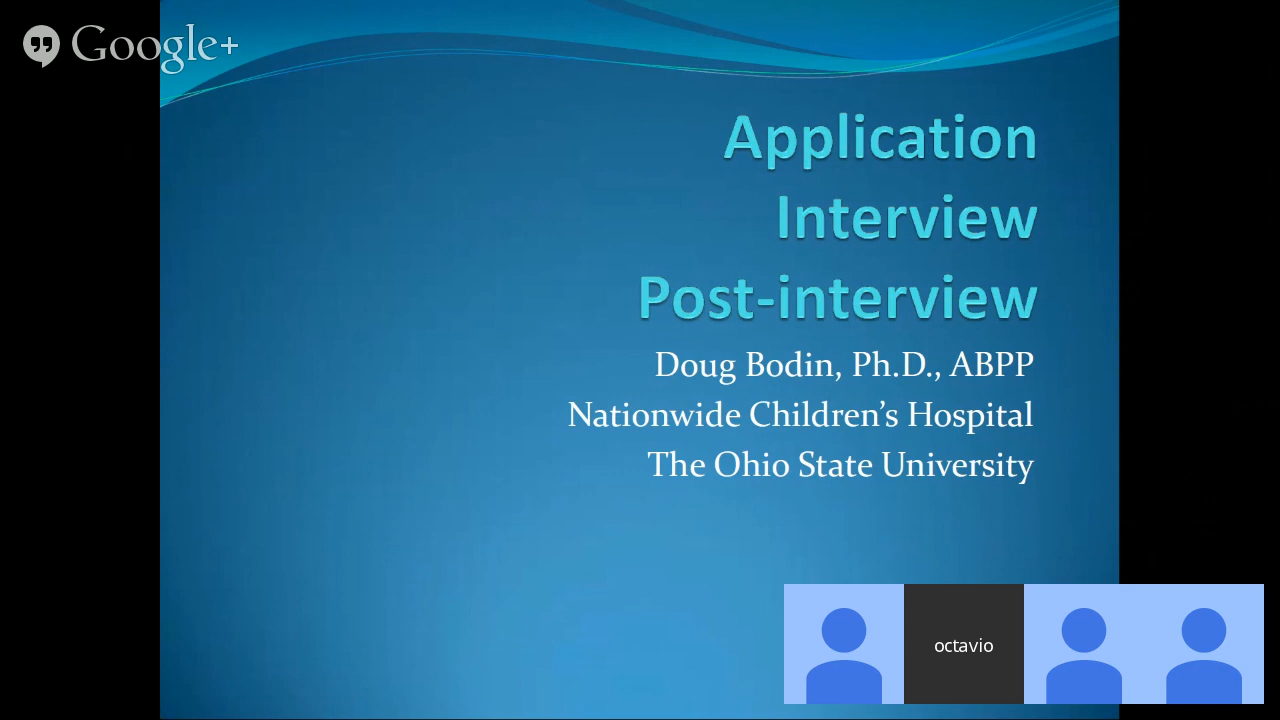 Google+
Application
Interview
Post-interview
Doug Bodin, Ph.D., ABPP
Nationwide Children’s Hospital
The Ohio State University
octavio